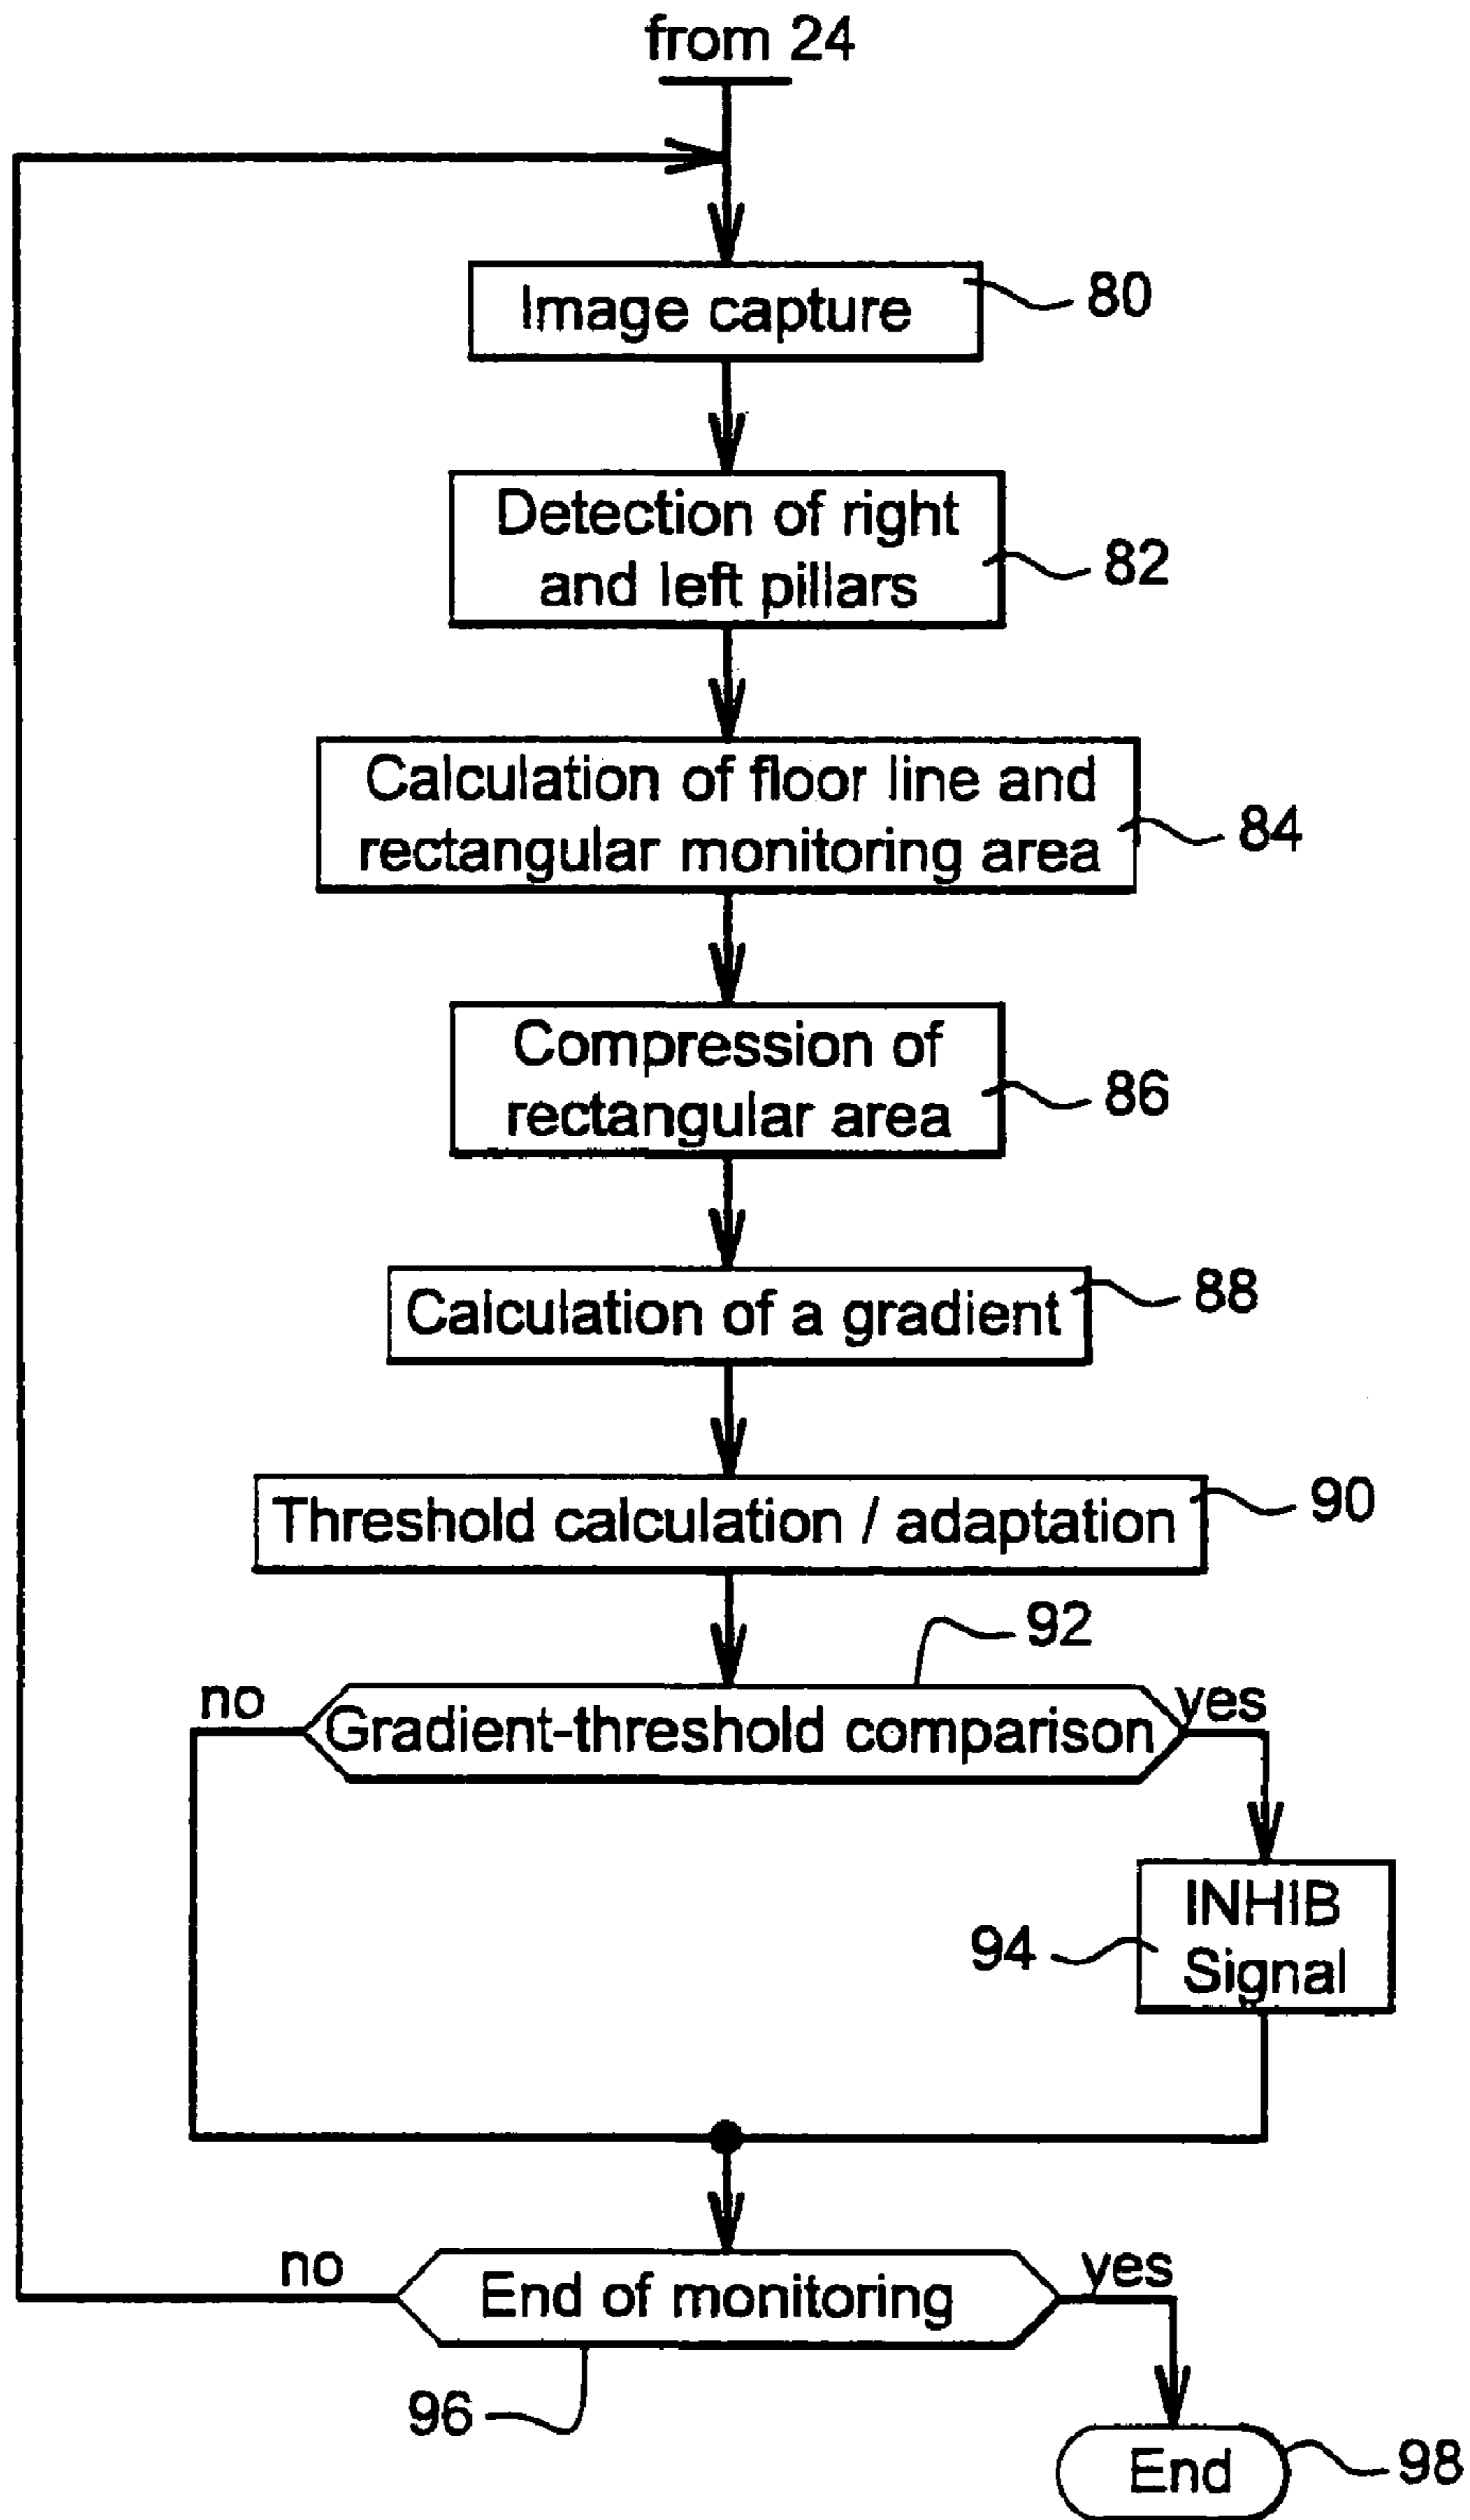 from 24
Image capture
80
Detection of right
and left pillars
82
Calculation of floor line and
rectangular monitoring area
84
Compression of
rectangular area
86
Calculation of a gradient
88
Threshold calculation / adaptation
90
92
no
Gradient-threshold comparison
yes
INHIB
Signal
94
no
End of monitoring
yes
96
End
98